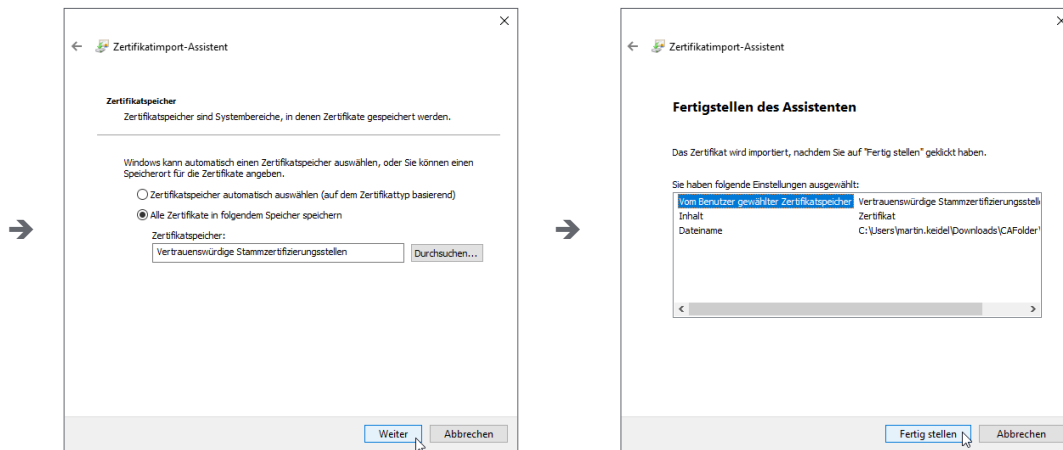 Zertifikatimport-Assistent
Zertifikatspeicher
Zertifikatspeicher sind Systembereiche, in denen Zertifikate gespeichert werden.
Windows kann automatisch einen Zertifikatspeicher auswählen, oder Sie können einen
Speicherort für die Zertifikate angeben.
Zertifikatspeicher automatisch auswählen (auf dem Zertifikattyp basierend)
Alle Zertifikate in folgendem Speicher speichern
Zertifikatspeicher:
Vertrauenswürdige Stammzertifizierungsstellen Durchsuchen...
Weiter Abbrechen
Zertifikatimport-Assistent
Fertigstellen des Assistenten
Das Zertifikat wird importiert, nachdem Sie auf "Fertig stellen" geklickt haben.
Sie haben folgende Einstellungen ausgewählt:
Vom Benutzer gewählter Zertifikatspeicher Vertrauenswürdige Stammzertifizierungsstell
Inhalt Zertifikat
Dateiname C:\Users\martin.keidel\Downloads\CAFolder\
Fertig stellen Abbrechen